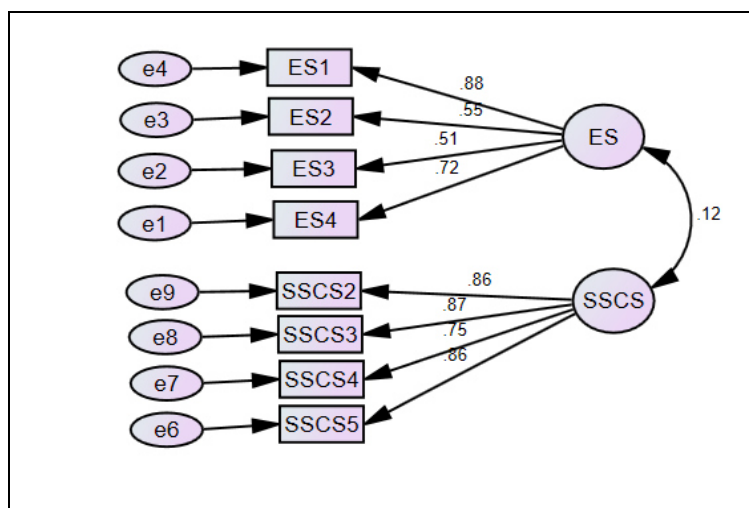 e4 ES1
.88
e3 ES2 .55
ES
e2 ES3 .51
.72
e1 ES4
.12
e9 SSCS2 .86
SSCS
e8 SSCS3 .87
.75
e7 SSCS4
.86
e6 SSCS5